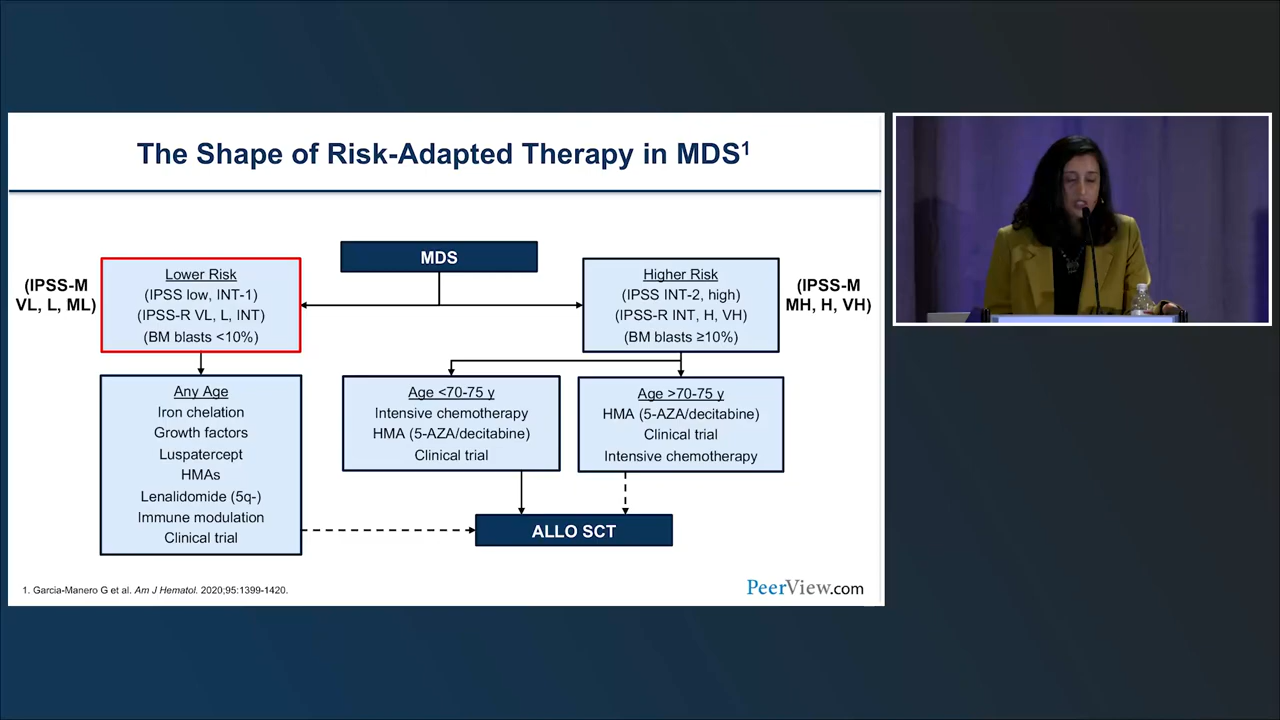 The Shape of Risk-Adapted Therapy in MDS1
MDS
(IPSS-M
VL, L, ML)
Lower Risk
(IPSS low, INT-1)
(IPSS-R VL, L, INT)
(BM blasts <10%)
Higher Risk
(IPSS INT-2, high)
(IPSS-R INT, H, VH)
(BM blasts ≥10%)
(IPSS-M
MH, H, VH)
Any Age
Iron chelation
Growth factors
Luspatercept
HMAs
Lenalidomide (5q-)
Immune modulation
Clinical trial
Age <70-75 y
Intensive chemotherapy
HMA (5-AZA/decitabine)
Clinical trial
Age >70-75 y
HMA (5-AZA/decitabine)
Clinical trial
Intensive chemotherapy
ALLO SCT
1. Garcia-Manero G et al. Am J Hematol. 2020;95:1399-1420.
PeerView.com